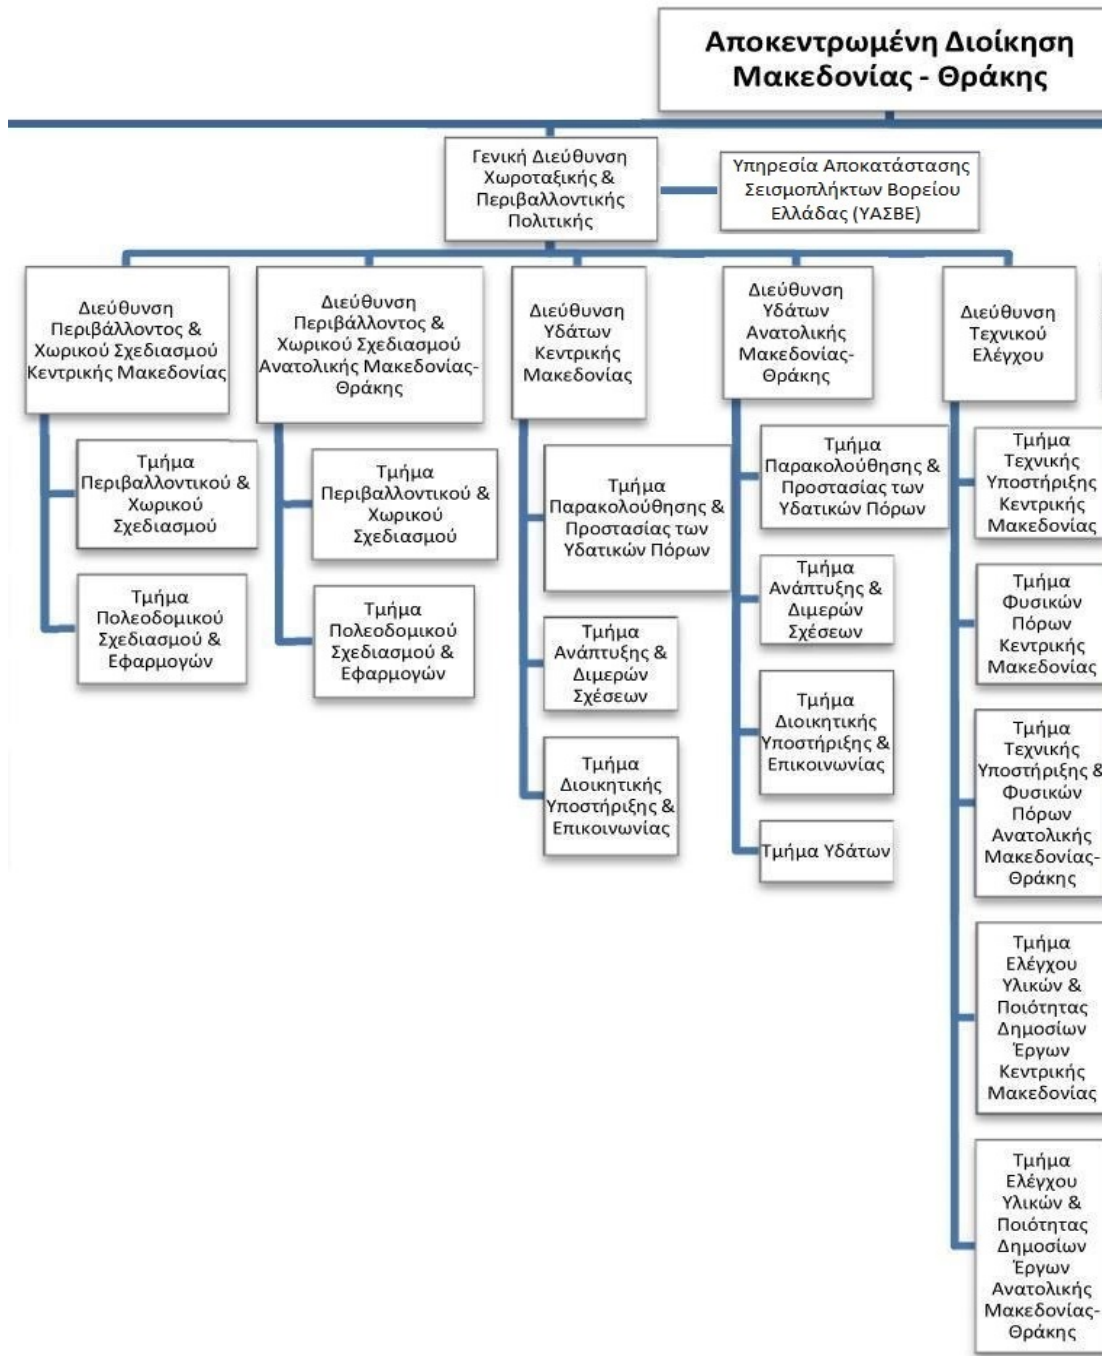 Αποκεντρωμένη Διοίκηση
Μακεδονίας - Θράκης
Γενική Διεύθυνση
Χωροταξικής &
Περιβαλλοντικής
Πολιτικής
Υπηρεσία Αποκατάστασης
Σεισμοπλήκτων Βορείου
Ελλάδας (ΥΑΣΒΕ)
Διεύθυνση
Περιβάλλοντος &
Χωρικού Σχεδιασμού
Κεντρικής Μακεδονίας
Τμήμα
Περιβαλλοντικού &
Χωρικού
Σχεδιασμού
Τμήμα
Πολεοδομικού
Σχεδιασμού &
Εφαρμογών
Διεύθυνση
Περιβάλλοντος &
Χωρικού Σχεδιασμού
Ανατολικής Μακεδονίας-
Θράκης
Τμήμα
Περιβαλλοντικού &
Χωρικού
Σχεδιασμού
Τμήμα
Πολεοδομικού
Σχεδιασμού &
Εφαρμογών
Διεύθυνση
Υδάτων
Κεντρικής
Μακεδονίας
Τμήμα
Παρακολούθησης &
Προστασίας των
Υδατικών Πόρων
Τμήμα
Ανάπτυξης &
Διμερών
Σχέσεων
Τμήμα
Διοικητικής
Υποστήριξης &
Επικοινωνίας
Διεύθυνση
Υδάτων
Ανατολικής
Μακεδονίας-
Θράκης
Τμήμα
Παρακολούθησης &
Προστασίας των
Υδατικών Πόρων
Τμήμα
Ανάπτυξης &
Διμερών
Σχέσεων
Τμήμα
Διοικητικής
Υποστήριξης &
Επικοινωνίας
Τμήμα Υδάτων
Διεύθυνση
Τεχνικού
Ελέγχου
Τμήμα
Τεχνικής
Υποστήριξης
Κεντρικής
Μακεδονίας
Τμήμα
Φυσικών
Πόρων
Κεντρικής
Μακεδονίας
Τμήμα
Τεχνικής
Υποστήριξης &
Φυσικών
Πόρων
Ανατολικής
Μακεδονίας-
Θράκης
Τμήμα
Ελέγχου
Υλικών &
Ποιότητας
Δημοσίων
Έργων
Κεντρικής
Μακεδονίας
Τμήμα
Ελέγχου
Υλικών &
Ποιότητας
Δημοσίων
Έργων
Ανατολικής
Μακεδονίας-
Θράκης